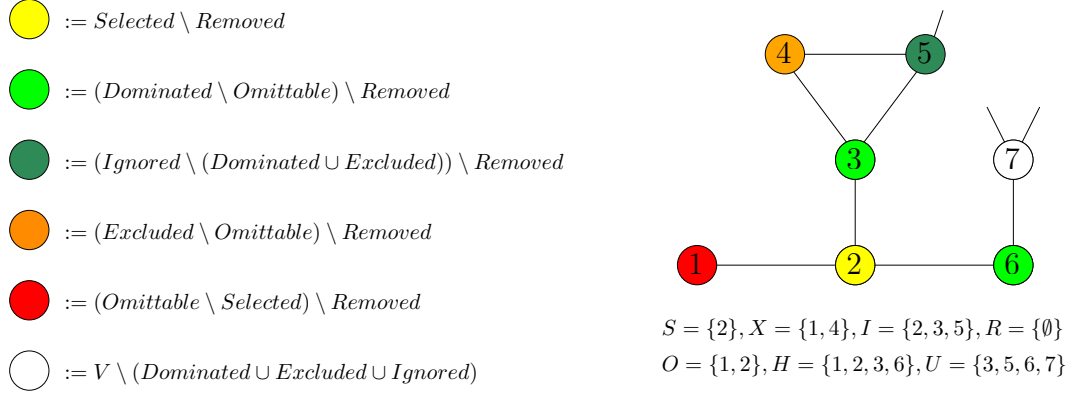 := Selected \ Removed
:= (Dominated \ Omittable) \ Removed
:= (Ignored \ (Dominated ∪ Excluded)) \ Removed
:= (Excluded \ Omittable) \ Removed
:= (Omittable \ Selected) \ Removed
:= V \ (Dominated ∪ Excluded ∪ Ignored)
4 5
3 7
1 2 6
S = {2}, X = {1, 4}, I = {2, 3, 5}, R = {∅}
O = {1, 2}, H = {1, 2, 3, 6}, U = {3, 5, 6, 7}